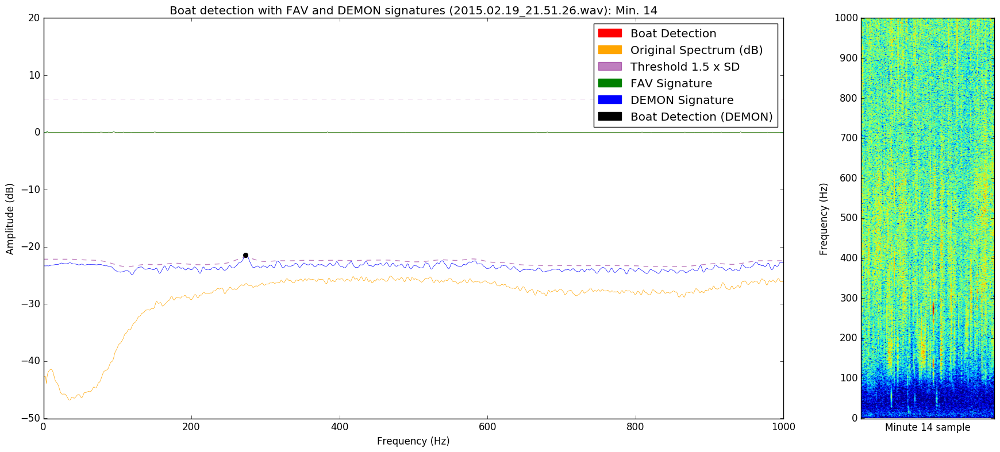 Boat detection with FAV and DEMON signatures (2015.02.19_21.51.26.wav): Min. 14
20
10
0
−10
−20
−30
−40
−50
Amplitude (dB)
0
200
400
600
800
1000
Frequency (Hz)
Boat Detection
Original Spectrum (dB)
Threshold 1.5 x SD
FAV Signature
DEMON Signature
Boat Detection (DEMON)
1000
900
800
700
600
500
400
300
200
100
0
Frequency (Hz)
Minute 14 sample